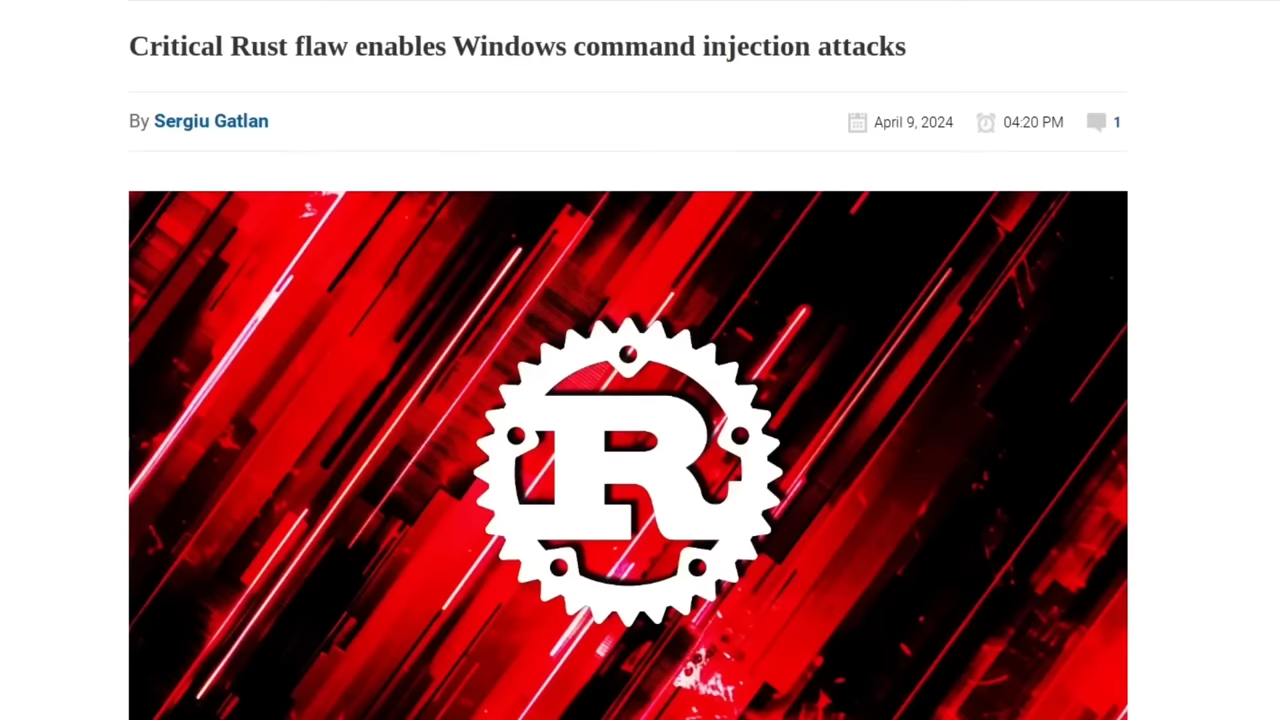 Critical Rust flaw enables Windows command injection attacks
By Sergiu Gatlan
April 9, 2024 04:20 PM 1
R